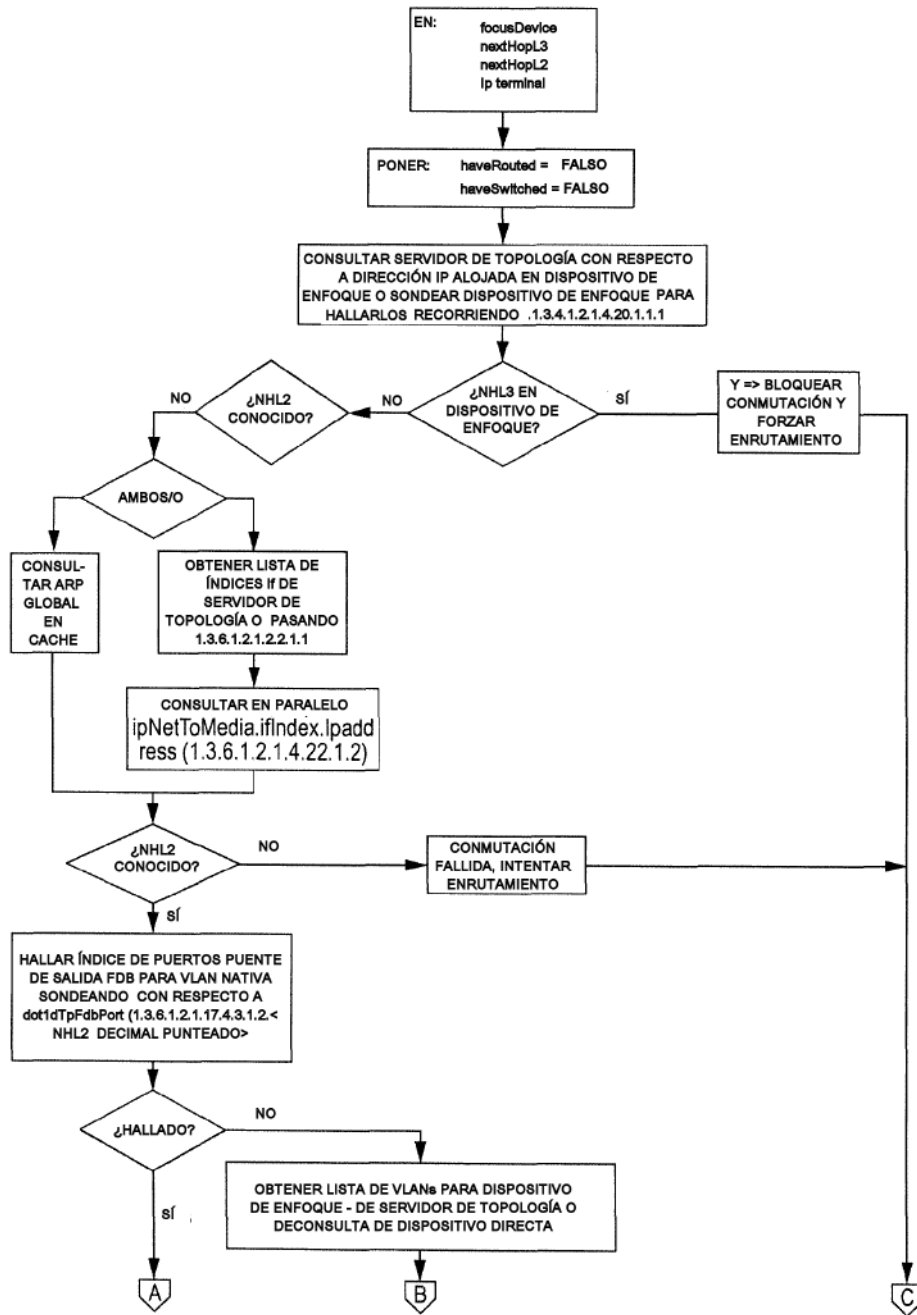 EN: focusDevice
nextHopL3
nextHopL2
Ip terminal
PONER: haveRouted = FALSO
haveSwitched = FALSO
CONSULTAR SERVIDOR DE TOPOLOGÍA CON RESPECTO
A DIRECCIÓN IP ALOJADA EN DISPOSITIVO DE
ENFOQUE O SONDEAR DISPOSITIVO DE ENFOQUE PARA
HALLARLOS RECORRIENDO .1.3.4.1.2.1.4.20.1.1.1
¿NHL3 EN
DISPOSITIVO DE
ENFOQUE?
SÍ
Y => BLOQUEAR
CONMUTACIÓN Y
FORZAR
ENRUTAMIENTO
NO
¿NHL2
CONOCIDO?
NO
AMBOS/O
CONSUL-
TAR ARP
GLOBAL
EN
CACHE
OBTENER LISTA DE
ÍNDICES If DE
SERVIDOR DE
TOPOLOGÍA O PASANDO
1.3.6.1.2.1.2.2.1.1
CONSULTAR EN PARALELO
ipNetToMedia.ifIndex.Ipadd
ress (1.3.6.1.2.1.4.22.1.2)
¿NHL2
CONOCIDO?
NO
CONMUTACIÓN
FALLIDA, INTENTAR
ENRUTAMIENTO
SÍ
HALLAR ÍNDICE DE PUERTOS PUENTE
DE SALIDA FDB PARA VLAN NATIVA
SONDEANDO CON RESPECTO A
dot1dTpFdbPort (1.3.6.1.2.1.17.4.3.1.2.<
NHL2 DECIMAL PUNTEADO>
¿HALLADO?
NO
SÍ
OBTENER LISTA DE VLANs PARA DISPOSITIVO
DE ENFOQUE - DE SERVIDOR DE TOPOLOGÍA O
DECONSULTA DE DISPOSITIVO DIRECTA
A
B
C